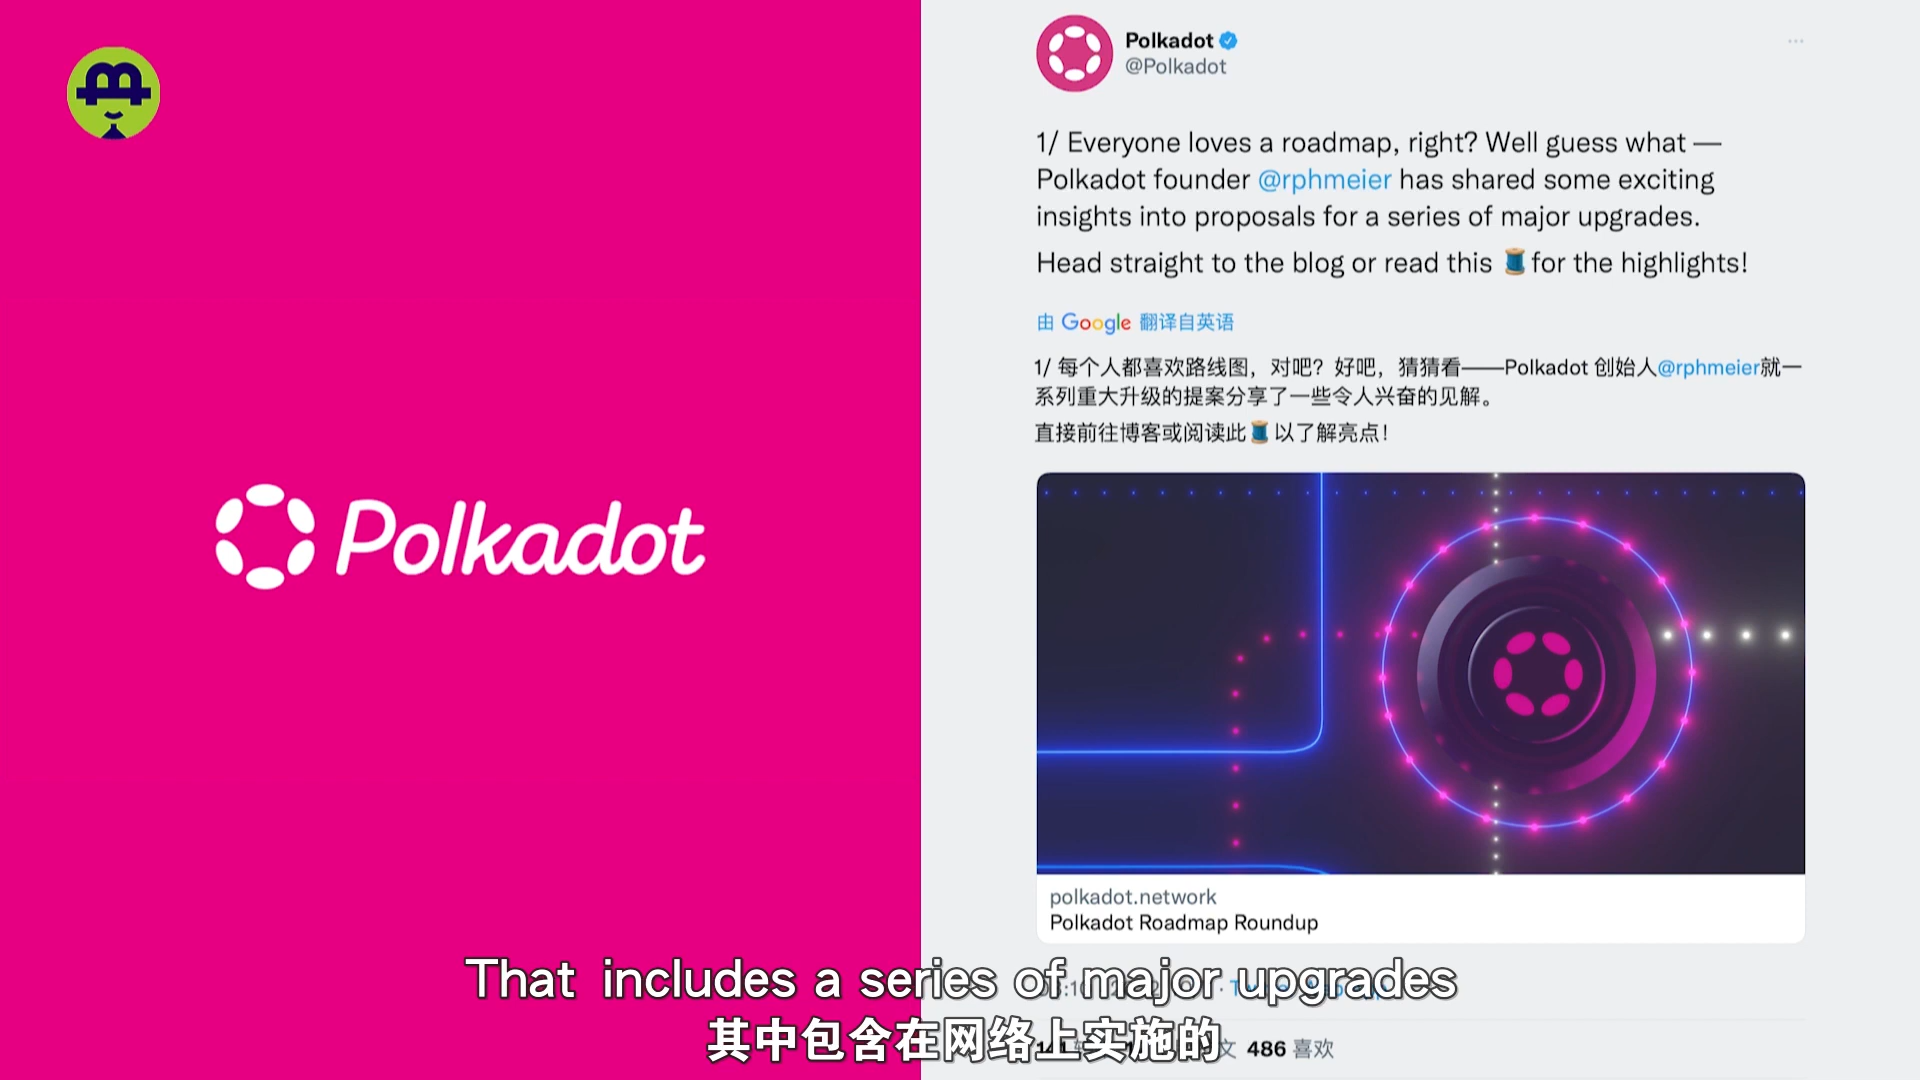 Polkadot
Polkadot
@Polkadot
1/ Everyone loves a roadmap, right? Well guess what —
Polkadot founder @rphmeier has shared some exciting
insights into proposals for a series of major upgrades.
Head straight to the blog or read this 🧵for the highlights!
由 Google 翻译自英语
1/ 每个人都喜欢路线图，对吧？好吧，猜猜看——Polkadot 创始人@rphmeier就一
系列重大升级的提案分享了一些令人兴奋的见解。
直接前往博客或阅读此🧵以了解亮点！
polkadot.network
Polkadot Roadmap Roundup
That includes a series of major upgrades
其中包含在网络上实施的
486 喜欢